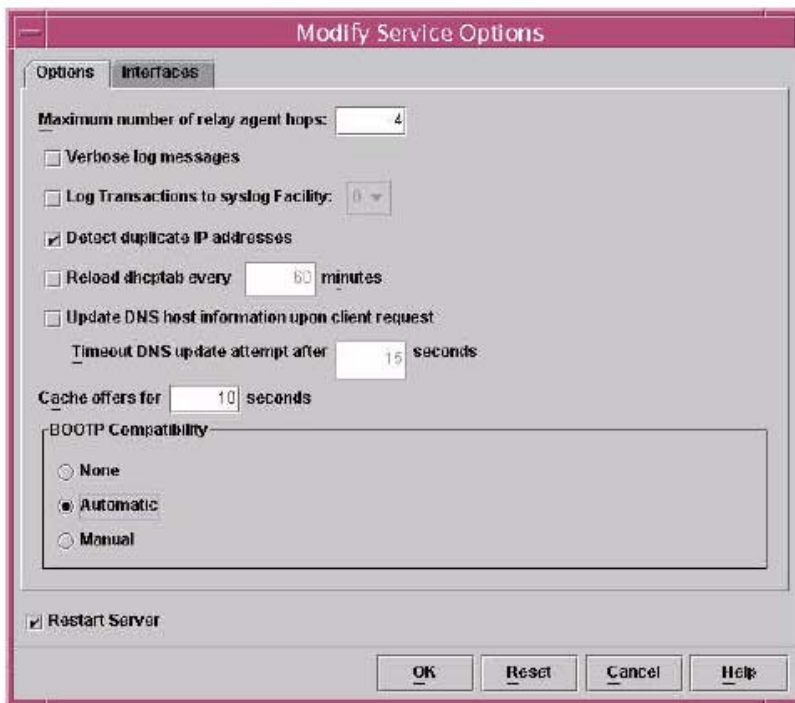 Modify Service Options
Options Interfaces
Maximum number of relay agent hops: 4
Verbose log messages
Log Transactions to syslog Facility: 0
Detect duplicate IP addresses
Reload dhcptab every 60 minutes
Update DNS host information upon client request
Timeout DNS update attempt after 15 seconds
Cache offers for 10 seconds
BOOTP Compatibility
None
Automatic
Manual
Restart Server
OK Reset Cancel Help